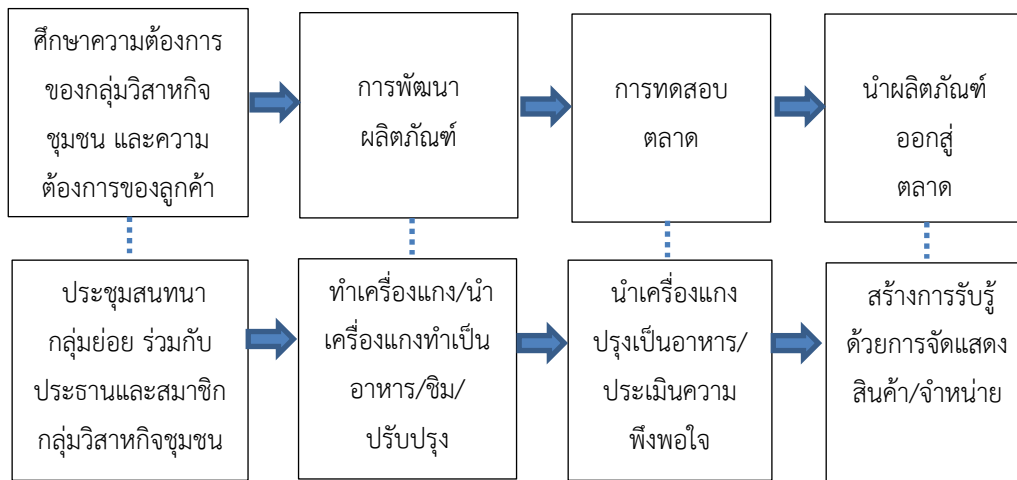 ศึกษาความต้องการ
ของกลุ่มวิสาหกิจ
ชุมชน และความ
ต้องการของลูกค้า
การพัฒนา
ผลิตภัณฑ์
การทดสอบ
ตลาด
นำผลิตภัณฑ์
ออกสู่
ตลาด
ประชุมสนทนา
กลุ่มย่อย ร่วมกับ
ประธานและสมาชิก
กลุ่มวิสาหกิจชุมชน
ทำเครื่องแกง/นำ
เครื่องแกงทำเป็น
อาหาร/ชิม/
ปรับปรุง
นำเครื่องแกง
ปรุงเป็นอาหาร/
ประเมินความ
พึงพอใจ
สร้างการรับรู้
ด้วยการจัดแสดง
สินค้า/จำหน่าย